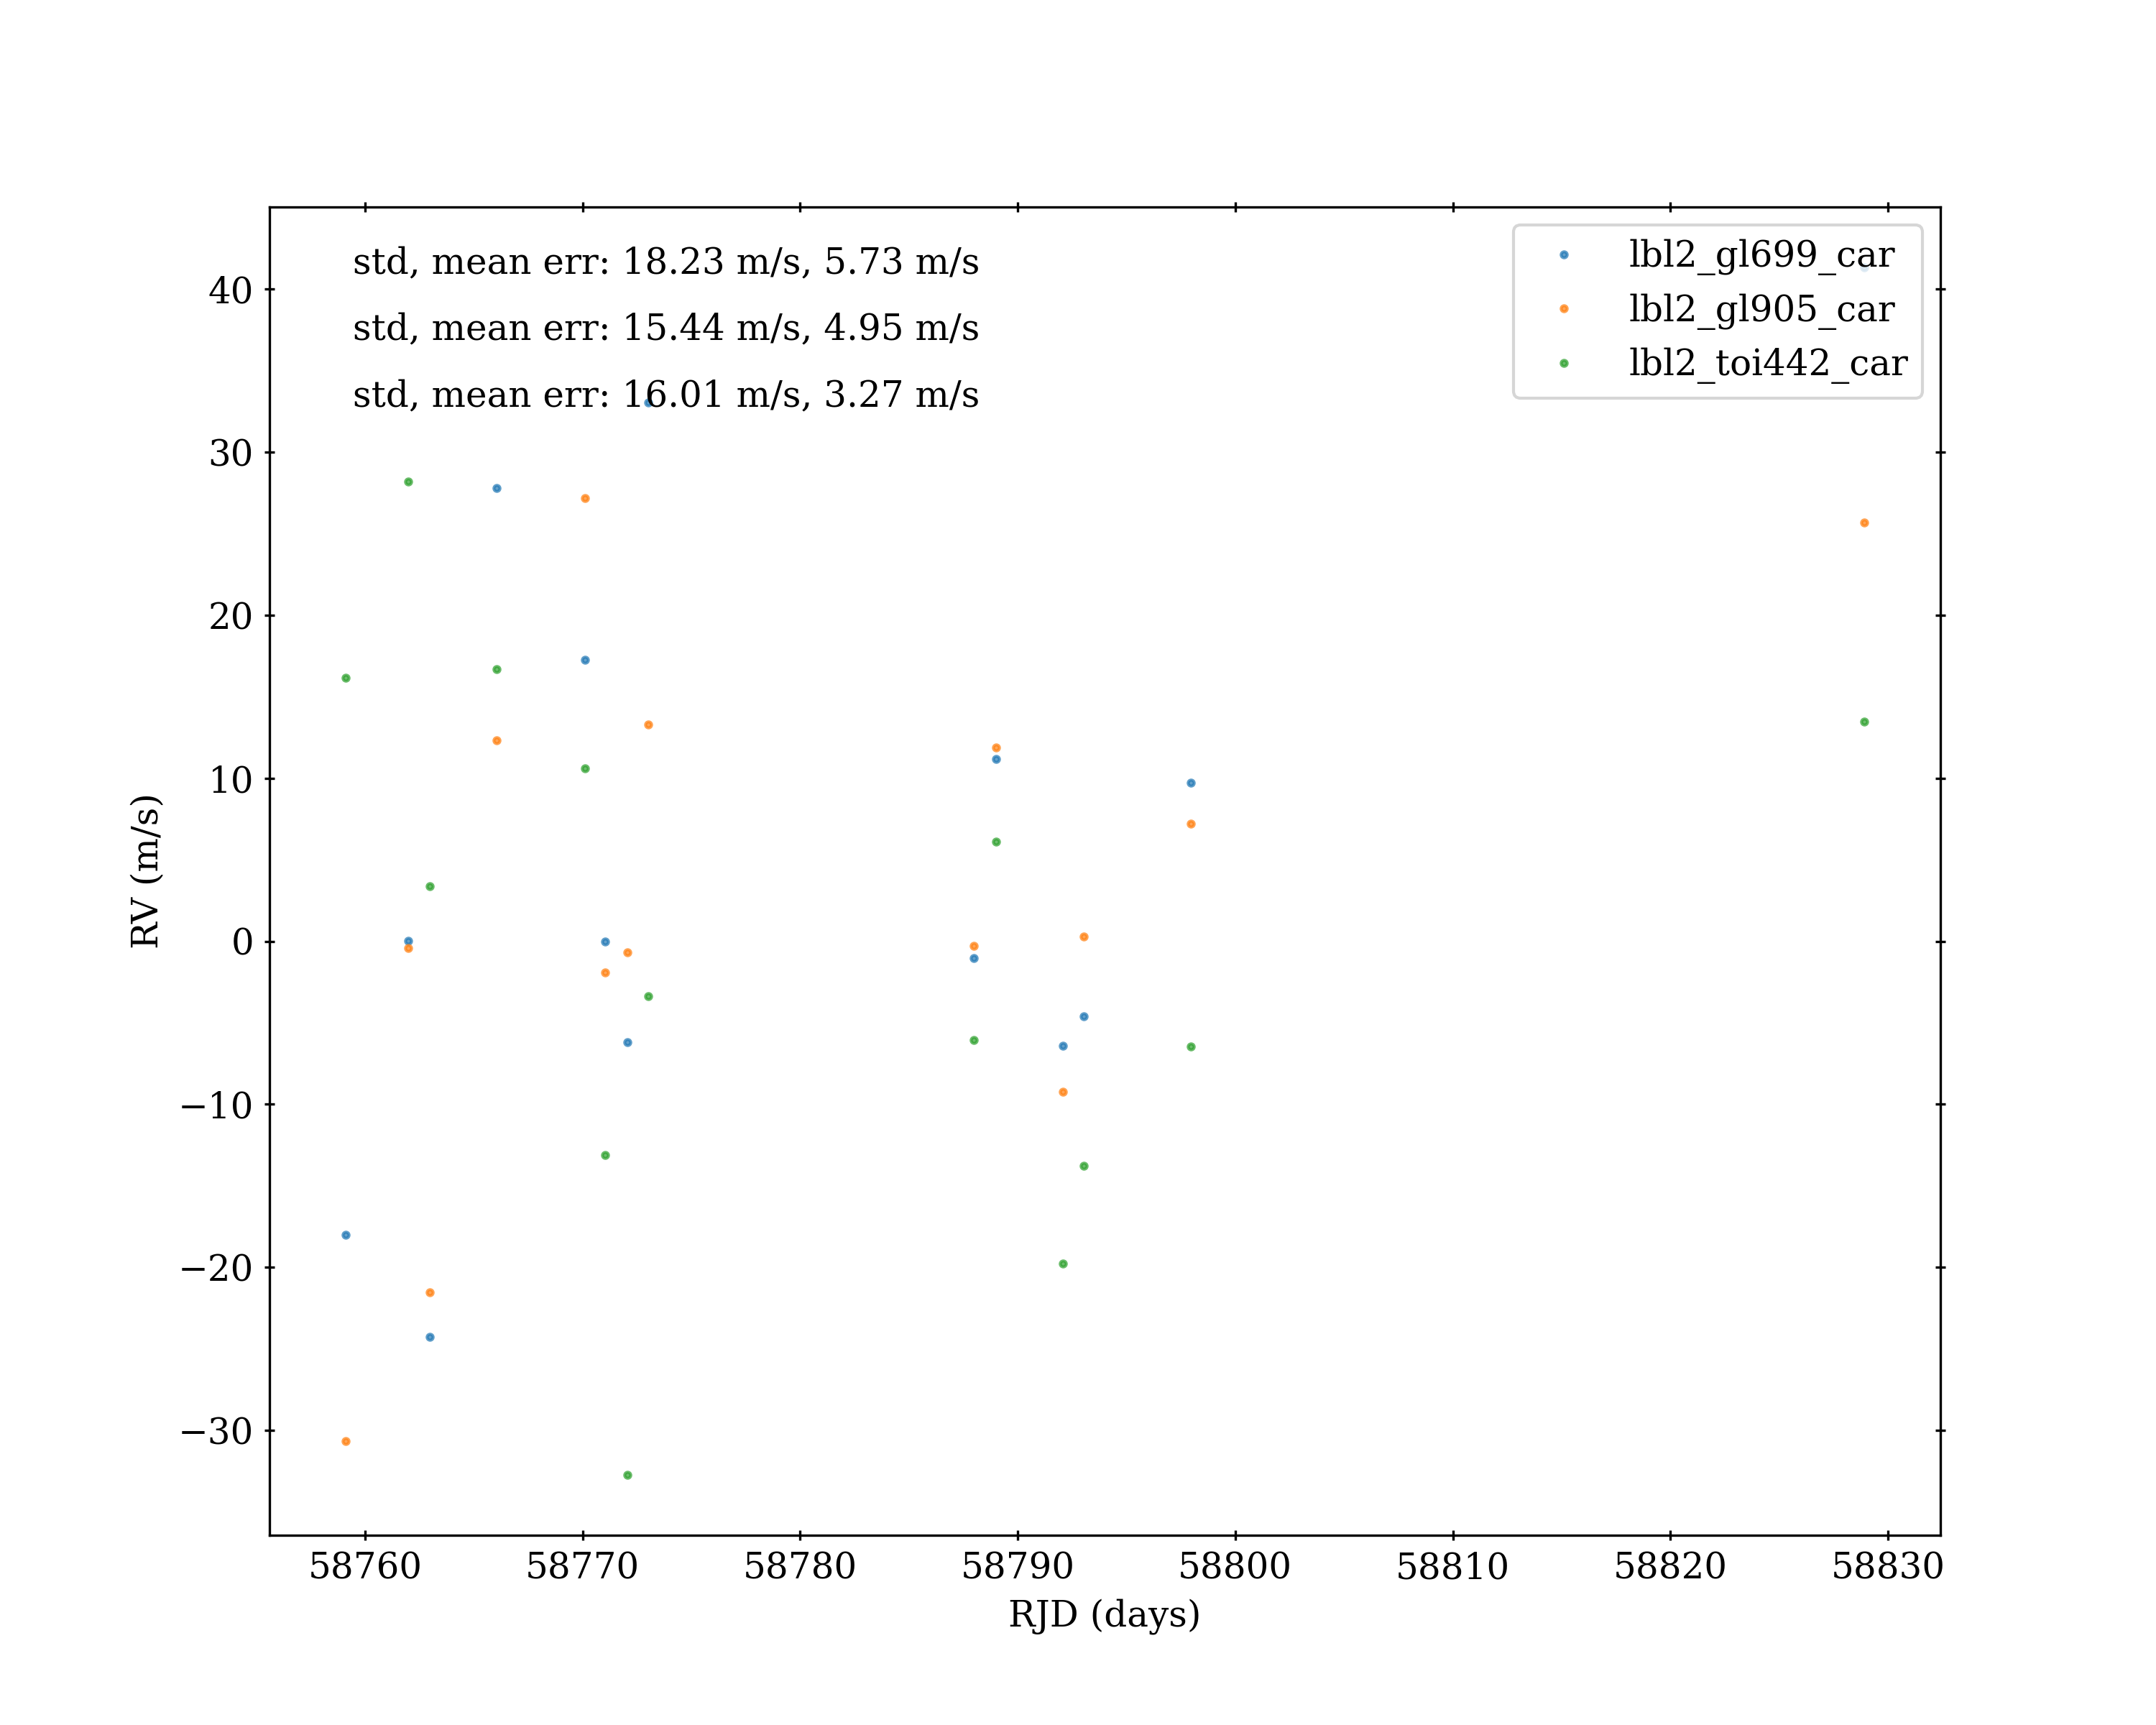 std, mean err: 18.23 m/s, 5.73 m/s
std, mean err: 15.44 m/s, 4.95 m/s
std, mean err: 16.01 m/s, 3.27 m/s
lbl2_gl699_car
lbl2_gl905_car
lbl2_toi442_car
40
30
20
10
0
−10
−20
−30
RV (m/s)
58760 58770 58780 58790 58800 58810 58820 58830
RJD (days)